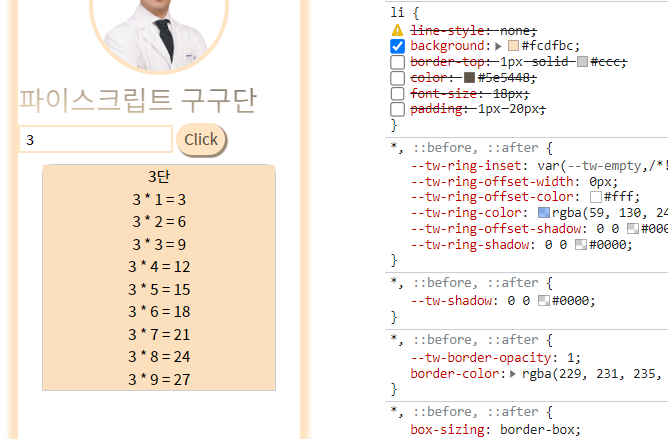 파이스크립트 구구단
3
Click
3단
3 * 1 = 3
3 * 2 = 6
3 * 3 = 9
3 * 4 = 12
3 * 5 = 15
3 * 6 = 18
3 * 7 = 21
3 * 8 = 24
3 * 9 = 27
li {
line-style: none;
background: #fcdfbc;
border-top: 1px solid #ccc;
color: #5e5448;
font-size: 18px;
padding: 1px 20px;
}
*, ::before, ::after {
--tw-ring-inset: var(--tw-empty,/*!
--tw-ring-offset-width: 0px;
--tw-ring-offset-color: #fff;
--tw-ring-color: rgba(59, 130, 24
--tw-ring-offset-shadow: 0 0 #000
--tw-ring-shadow: 0 0 #0000;
}
*, ::before, ::after {
--tw-shadow: 0 0 #0000;
}
*, ::before, ::after {
--tw-border-opacity: 1;
border-color: rgba(229, 231, 235,
}
*, ::before, ::after {
box-sizing: border-box;